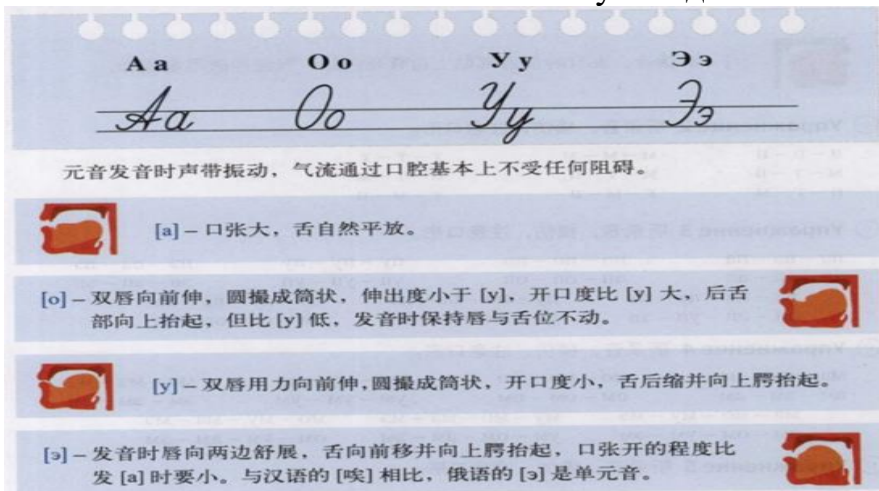 А а О о У у Э э
Аа Оо Уу Ээ
元音发音时声带振动，气流通过口腔基本上不受任何阻碍。
[а] – 口张大，舌自然平放。
[о] – 双唇向前伸，圆撮成筒状，伸出度小于 [у]，开口度比 [у] 大，后舌
部向上抬起，但比 [у] 低，发音时保持唇与舌位不动。
[у] – 双唇用力向前伸,圆撮成筒状，开口度小，舌后缩并向上腭抬起。
[э] – 发音时唇向两边舒展，舌向前移并向上腭抬起，口张开的程度比
发 [а] 时要小。与汉语的 [唉] 相比，俄语的 [э] 是单元音。